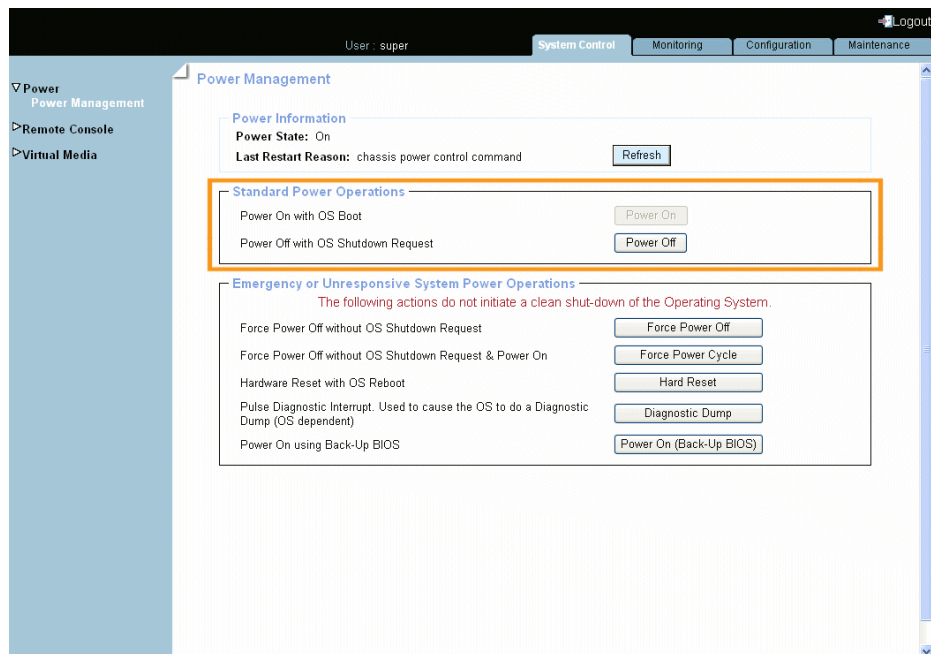 Logout
User : super
System Control
Monitoring
Configuration
Maintenance
Power
Power Management
Remote Console
Virtual Media
Power Management
Power Information
Power State: On
Last Restart Reason: chassis power control command
Refresh
Standard Power Operations
Power On with OS Boot
Power On
Power Off with OS Shutdown Request
Power Off
Emergency or Unresponsive System Power Operations
The following actions do not initiate a clean shut-down of the Operating System.
Force Power Off without OS Shutdown Request
Force Power Off
Force Power Off without OS Shutdown Request & Power On
Force Power Cycle
Hardware Reset with OS Reboot
Hard Reset
Pulse Diagnostic Interrupt. Used to cause the OS to do a Diagnostic
Dump (OS dependent)
Diagnostic Dump
Power On using Back-Up BIOS
Power On (Back-Up BIOS)